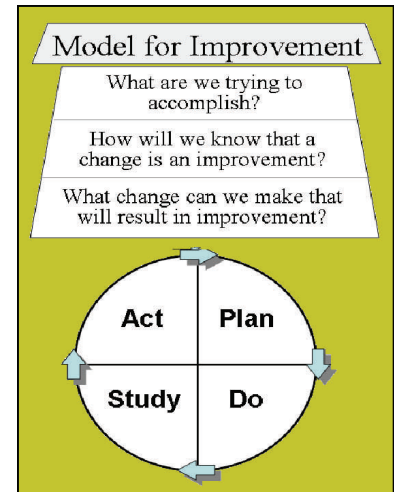 Model for Improvement
What are we trying to
accomplish?
How will we know that a
change is an improvement?
What change can we make that
will result in improvement?
Act
Plan
Study
Do